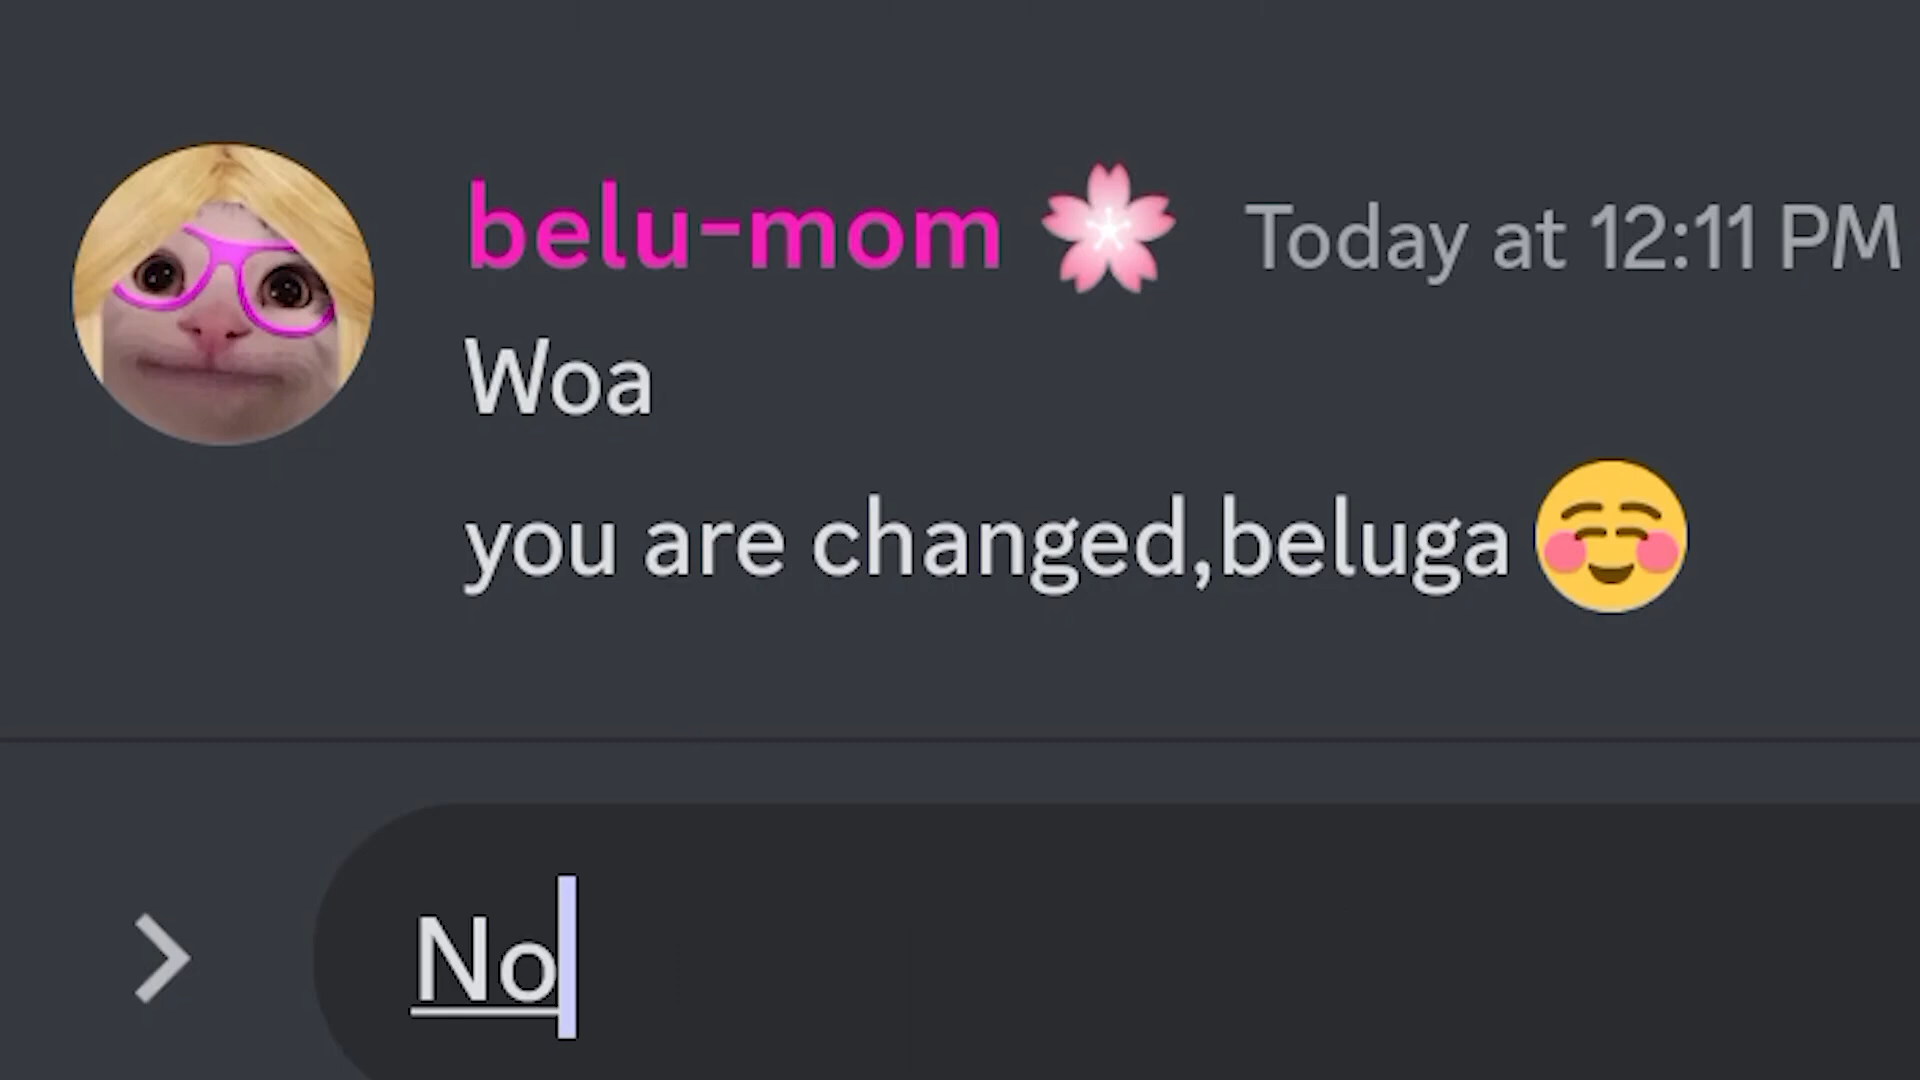 belu-mom 🌸 Today at 12:11 PM
Woa
you are changed,beluga ☺️
No